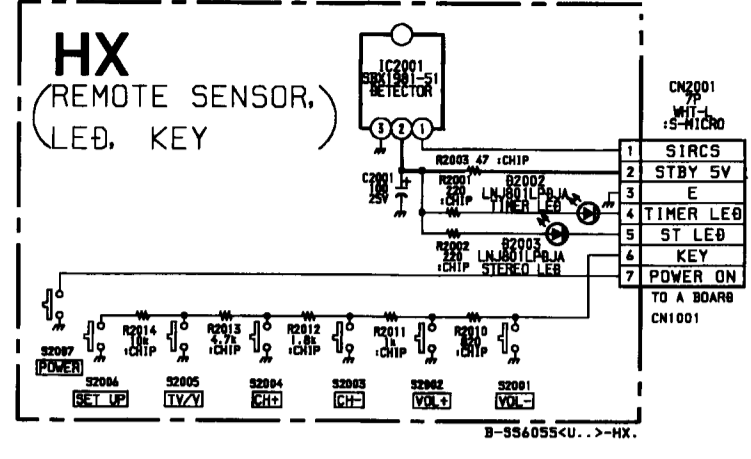 HX
(REMOTE SENSOR,
LED, KEY)
IC2001
SBX1981-51
DETECTOR
3 2 1
CN2001
7P
WHT-L
:S-MICRO
1 SIRCS
2 STBY 5V
3 E
4 TIMER LED
5 ST LED
6 KEY
7 POWER ON
TO A BOARD
CN1001
R2003 47 :CHIP
C2001
100
25V
+
R2001
220
:CHIP
D2002
LNJ801LPDJA
TIMER LED
R2002
220
:CHIP
D2003
LNJ801LPDJA
STEREO LED
R2014
10k
:CHIP
R2013
4.7k
:CHIP
R2012
1.8k
:CHIP
R2011
1k
:CHIP
R2010
820
:CHIP
S2007
POWER
S2006
SET UP
S2005
TV/V
S2004
CH+
S2003
CH-
S2002
VOL+
S2001
VOL-
B-SS6055<U..>-HX.